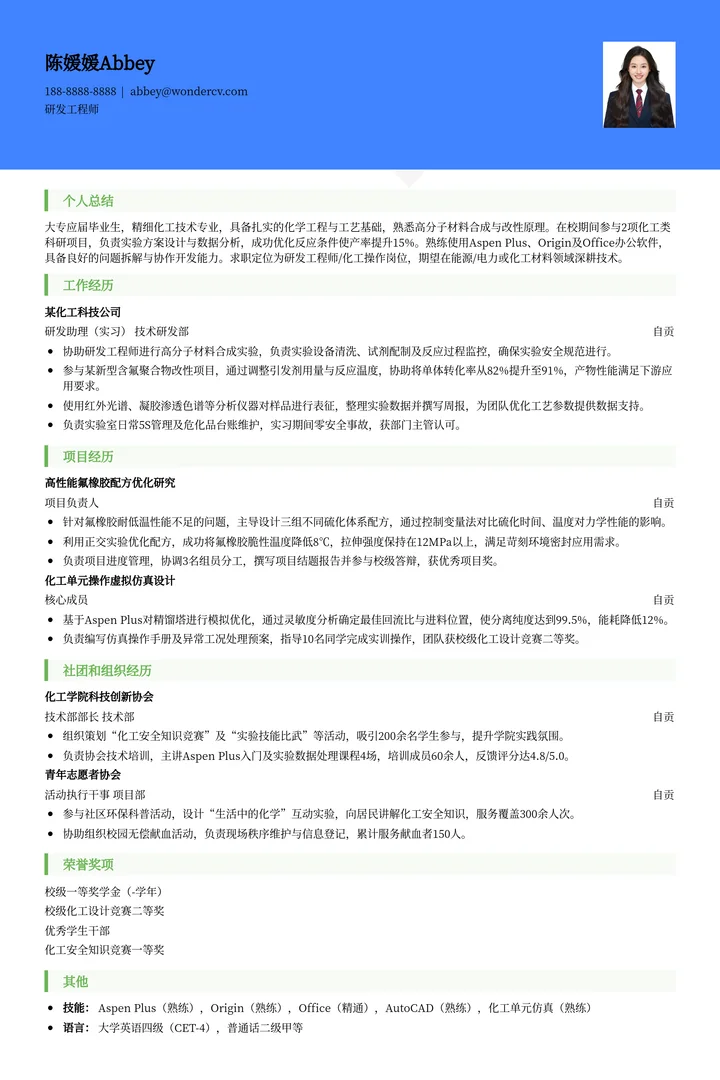 陈媛媛Abbey
188-8888-8888 | abbey@wondercv.com
研发工程师
个人总结
大专应届毕业生，精细化工技术专业，具备扎实的化学工程与工艺基础，熟悉高分子材料合成与改性原理。在校期间参与2项化工类
科研项目，负责实验方案设计与数据分析，成功优化反应条件使产率提升15%。熟练使用Aspen Plus、Origin及Office办公软件，
具备良好的问题拆解与协作开发能力。求职定位为研发工程师/化工操作岗位，期望在能源/电力或化工材料领域深耕技术。
工作经历
某化工科技公司
研发助理（实习） 技术研发部 自贡
• 协助研发工程师进行高分子材料合成实验，负责实验设备清洗、试剂配制及反应过程监控，确保实验安全规范进行。
• 参与某新型含氟聚合物改性项目，通过调整引发剂用量与反应温度，协助将单体转化率从82%提升至91%，产物性能满足下游应
用要求。
• 使用红外光谱、凝胶渗透色谱等分析仪器对样品进行表征，整理实验数据并撰写周报，为团队优化工艺参数提供数据支持。
• 负责实验室日常5S管理及危化品台账维护，实习期间零安全事故，获部门主管认可。
项目经历
高性能氟橡胶配方优化研究
项目负责人 自贡
• 针对氟橡胶耐低温性能不足的问题，主导设计三组不同硫化体系配方，通过控制变量法对比硫化时间、温度对力学性能的影响。
• 利用正交实验优化配方，成功将氟橡胶脆性温度降低8℃，拉伸强度保持在12MPa以上，满足苛刻环境密封应用需求。
• 负责项目进度管理，协调3名组员分工，撰写项目结题报告并参与校级答辩，获优秀项目奖。
化工单元操作虚拟仿真设计
核心成员 自贡
• 基于Aspen Plus对精馏塔进行模拟优化，通过灵敏度分析确定最佳回流比与进料位置，使分离纯度达到99.5%，能耗降低12%。
• 负责编写仿真操作手册及异常工况处理预案，指导10名同学完成实训操作，团队获校级化工设计竞赛二等奖。
社团和组织经历
化工学院科技创新协会
技术部部长 技术部 自贡
• 组织策划“化工安全知识竞赛”及“实验技能比武”等活动，吸引200余名学生参与，提升学院实践氛围。
• 负责协会技术培训，主讲Aspen Plus入门及实验数据处理课程4场，培训成员60余人，反馈评分达4.8/5.0。
青年志愿者协会
活动执行干事 项目部 自贡
• 参与社区环保科普活动，设计“生活中的化学”互动实验，向居民讲解化工安全知识，服务覆盖300余人次。
• 协助组织校园无偿献血活动，负责现场秩序维护与信息登记，累计服务献血者150人。
荣誉奖项
校级一等奖学金（-学年）
校级化工设计竞赛二等奖
优秀学生干部
化工安全知识竞赛一等奖
其他
• 技能： Aspen Plus（熟练），Origin（熟练），Office（精通），AutoCAD（熟练），化工单元仿真（熟练）
• 语言： 大学英语四级（CET-4），普通话二级甲等